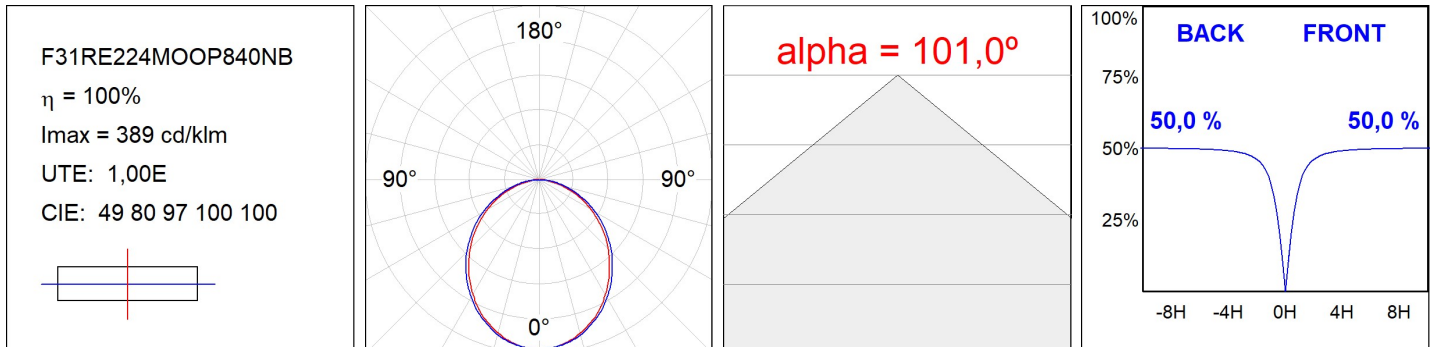 F31RE224MOOP840NB
η = 100%
Imax = 389 cd/klm
UTE: 1,00E
CIE: 49 80 97 100 100
180°
90°
90°
0°
alpha = 101,0º
100%
BACK
FRONT
75%
50,0 %
50,0 %
50%
25%
-8H
-4H
0H
4H
8H